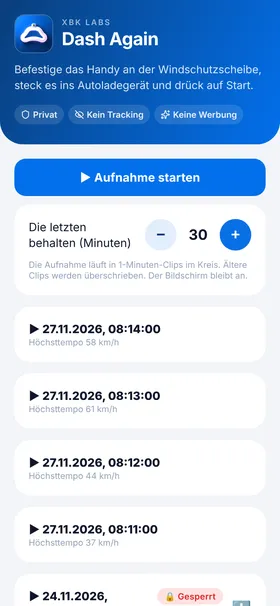 XBK LABS
Dash Again
Befestige das Handy an der Windschutzscheibe,
steck es ins Autoladegerät und drück auf Start.
Privat
Kein Tracking
Keine Werbung
▶ Aufnahme starten
Die letzten
behalten (Minuten)
− 30 +
Die Aufnahme läuft in 1-Minuten-Clips im Kreis. Ältere
Clips werden überschrieben. Der Bildschirm bleibt an.
▶ 27.11.2026, 08:14:00
Höchsttempo 58 km/h
▶ 27.11.2026, 08:13:00
Höchsttempo 61 km/h
▶ 27.11.2026, 08:12:00
Höchsttempo 44 km/h
▶ 27.11.2026, 08:11:00
Höchsttempo 37 km/h
▶ 24.11.2026,
🔒 Gesperrt